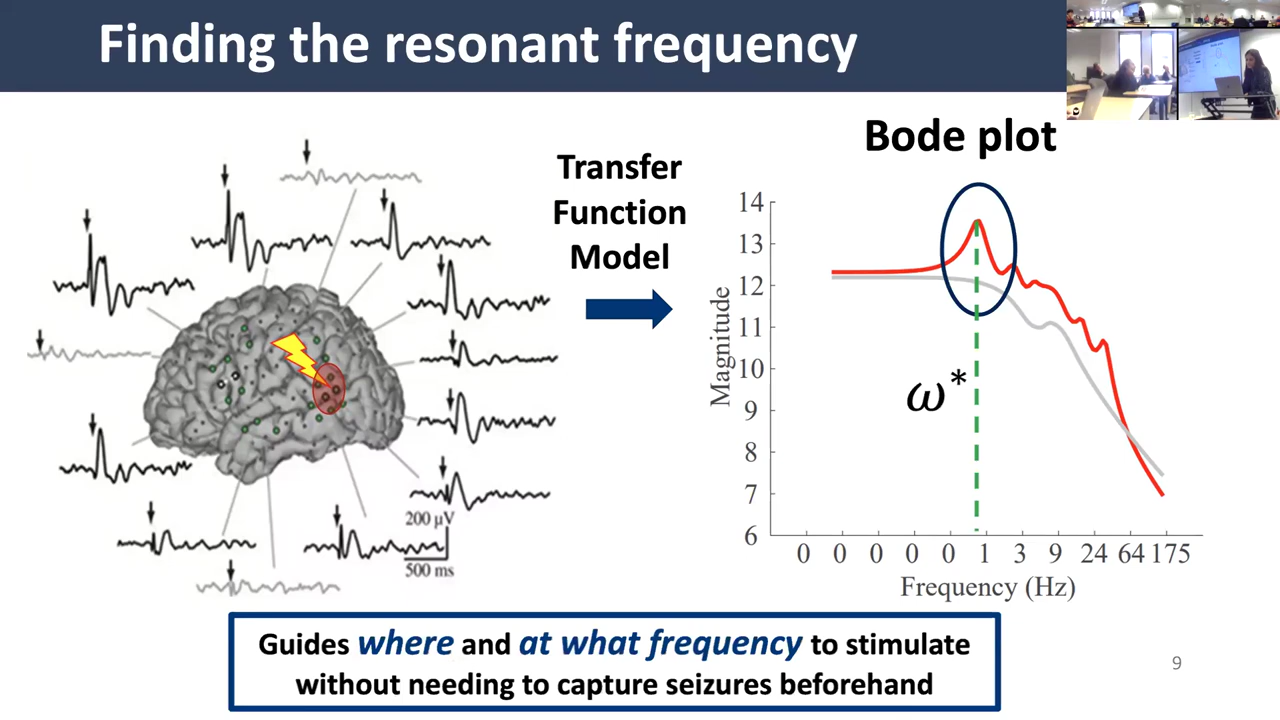 Finding the resonant frequency
Transfer
Function
Model
Bode plot
14
13
12
11
10
9
8
7
6
Magnitude
ω*
0 0 0 0 0 1 3 9 24 64 175
Frequency (Hz)
200 µV
500 ms
Guides where and at what frequency to stimulate
without needing to capture seizures beforehand
9